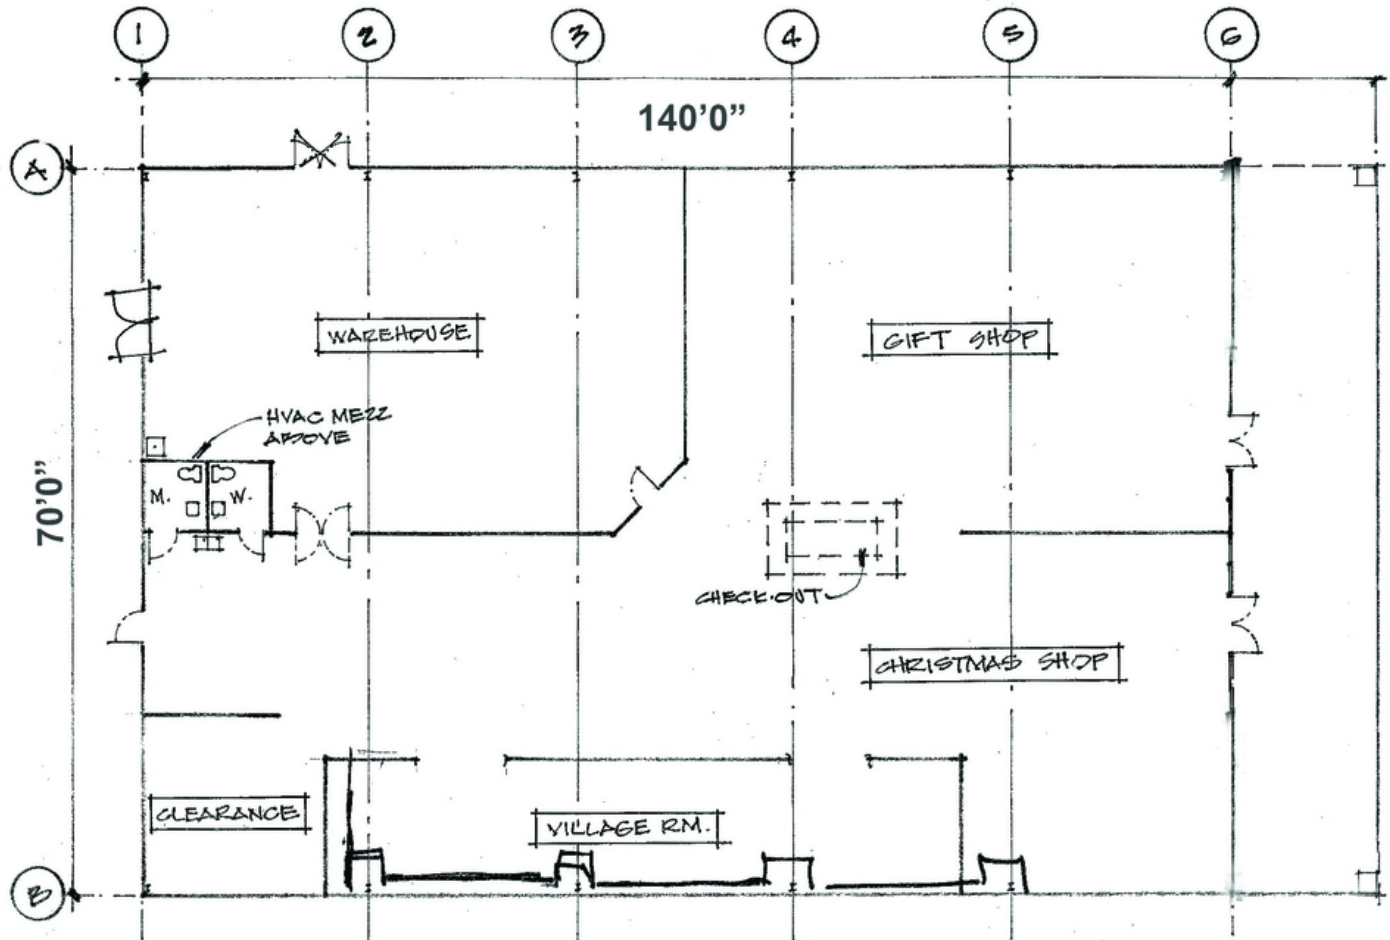 1 2 3 4 5 6
140'0"
A
WAREHOUSE
GIFT SHOP
HVAC MEZZ
ABOVE
M. W.
70'0"
CHECK-OUT
CHRISTMAS SHOP
CLEARANCE
VILLAGE RM.
B